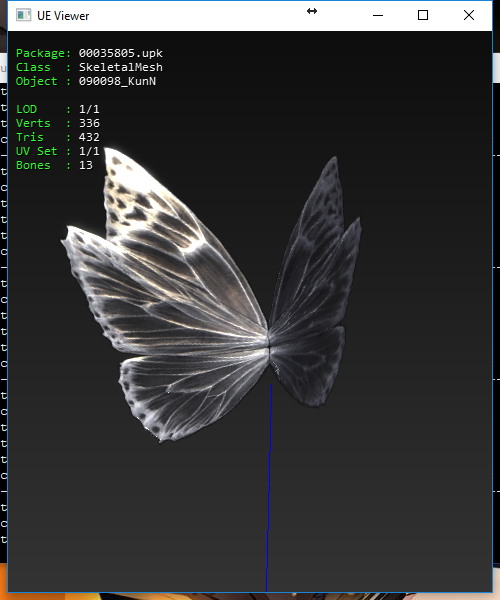 UE Viewer
Package: 00035805.upk
Class : SkeletalMesh
Object : 090098_KunN
LOD : 1/1
Verts : 336
Tris : 432
UV Set : 1/1
Bones : 13